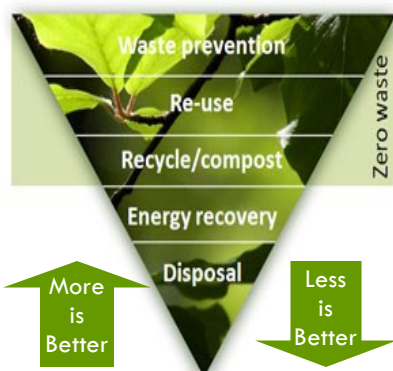 Waste prevention
Re-use
Zero waste
Recycle/compost
Energy recovery
Disposal
More
is
Better
Less
is
Better